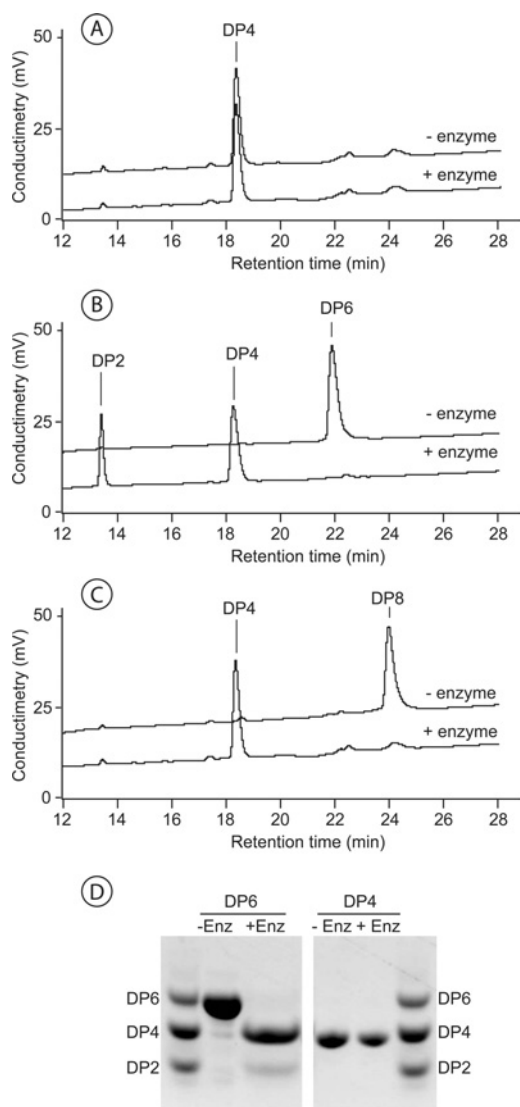 A
DP4
50
25
0
Conductimetry (mV)
- enzyme
+ enzyme
12 14 16 18 20 22 24 26 28
Retention time (min)
B
DP6
DP2
DP4
50
25
0
Conductimetry (mV)
- enzyme
+ enzyme
12 14 16 18 20 22 24 26 28
Retention time (min)
C
DP4
DP8
50
25
0
Conductimetry (mV)
- enzyme
+ enzyme
12 14 16 18 20 22 24 26 28
Retention time (min)
D
DP6 DP4
-Enz +Enz - Enz + Enz
DP6 DP6
DP4 DP4
DP2 DP2